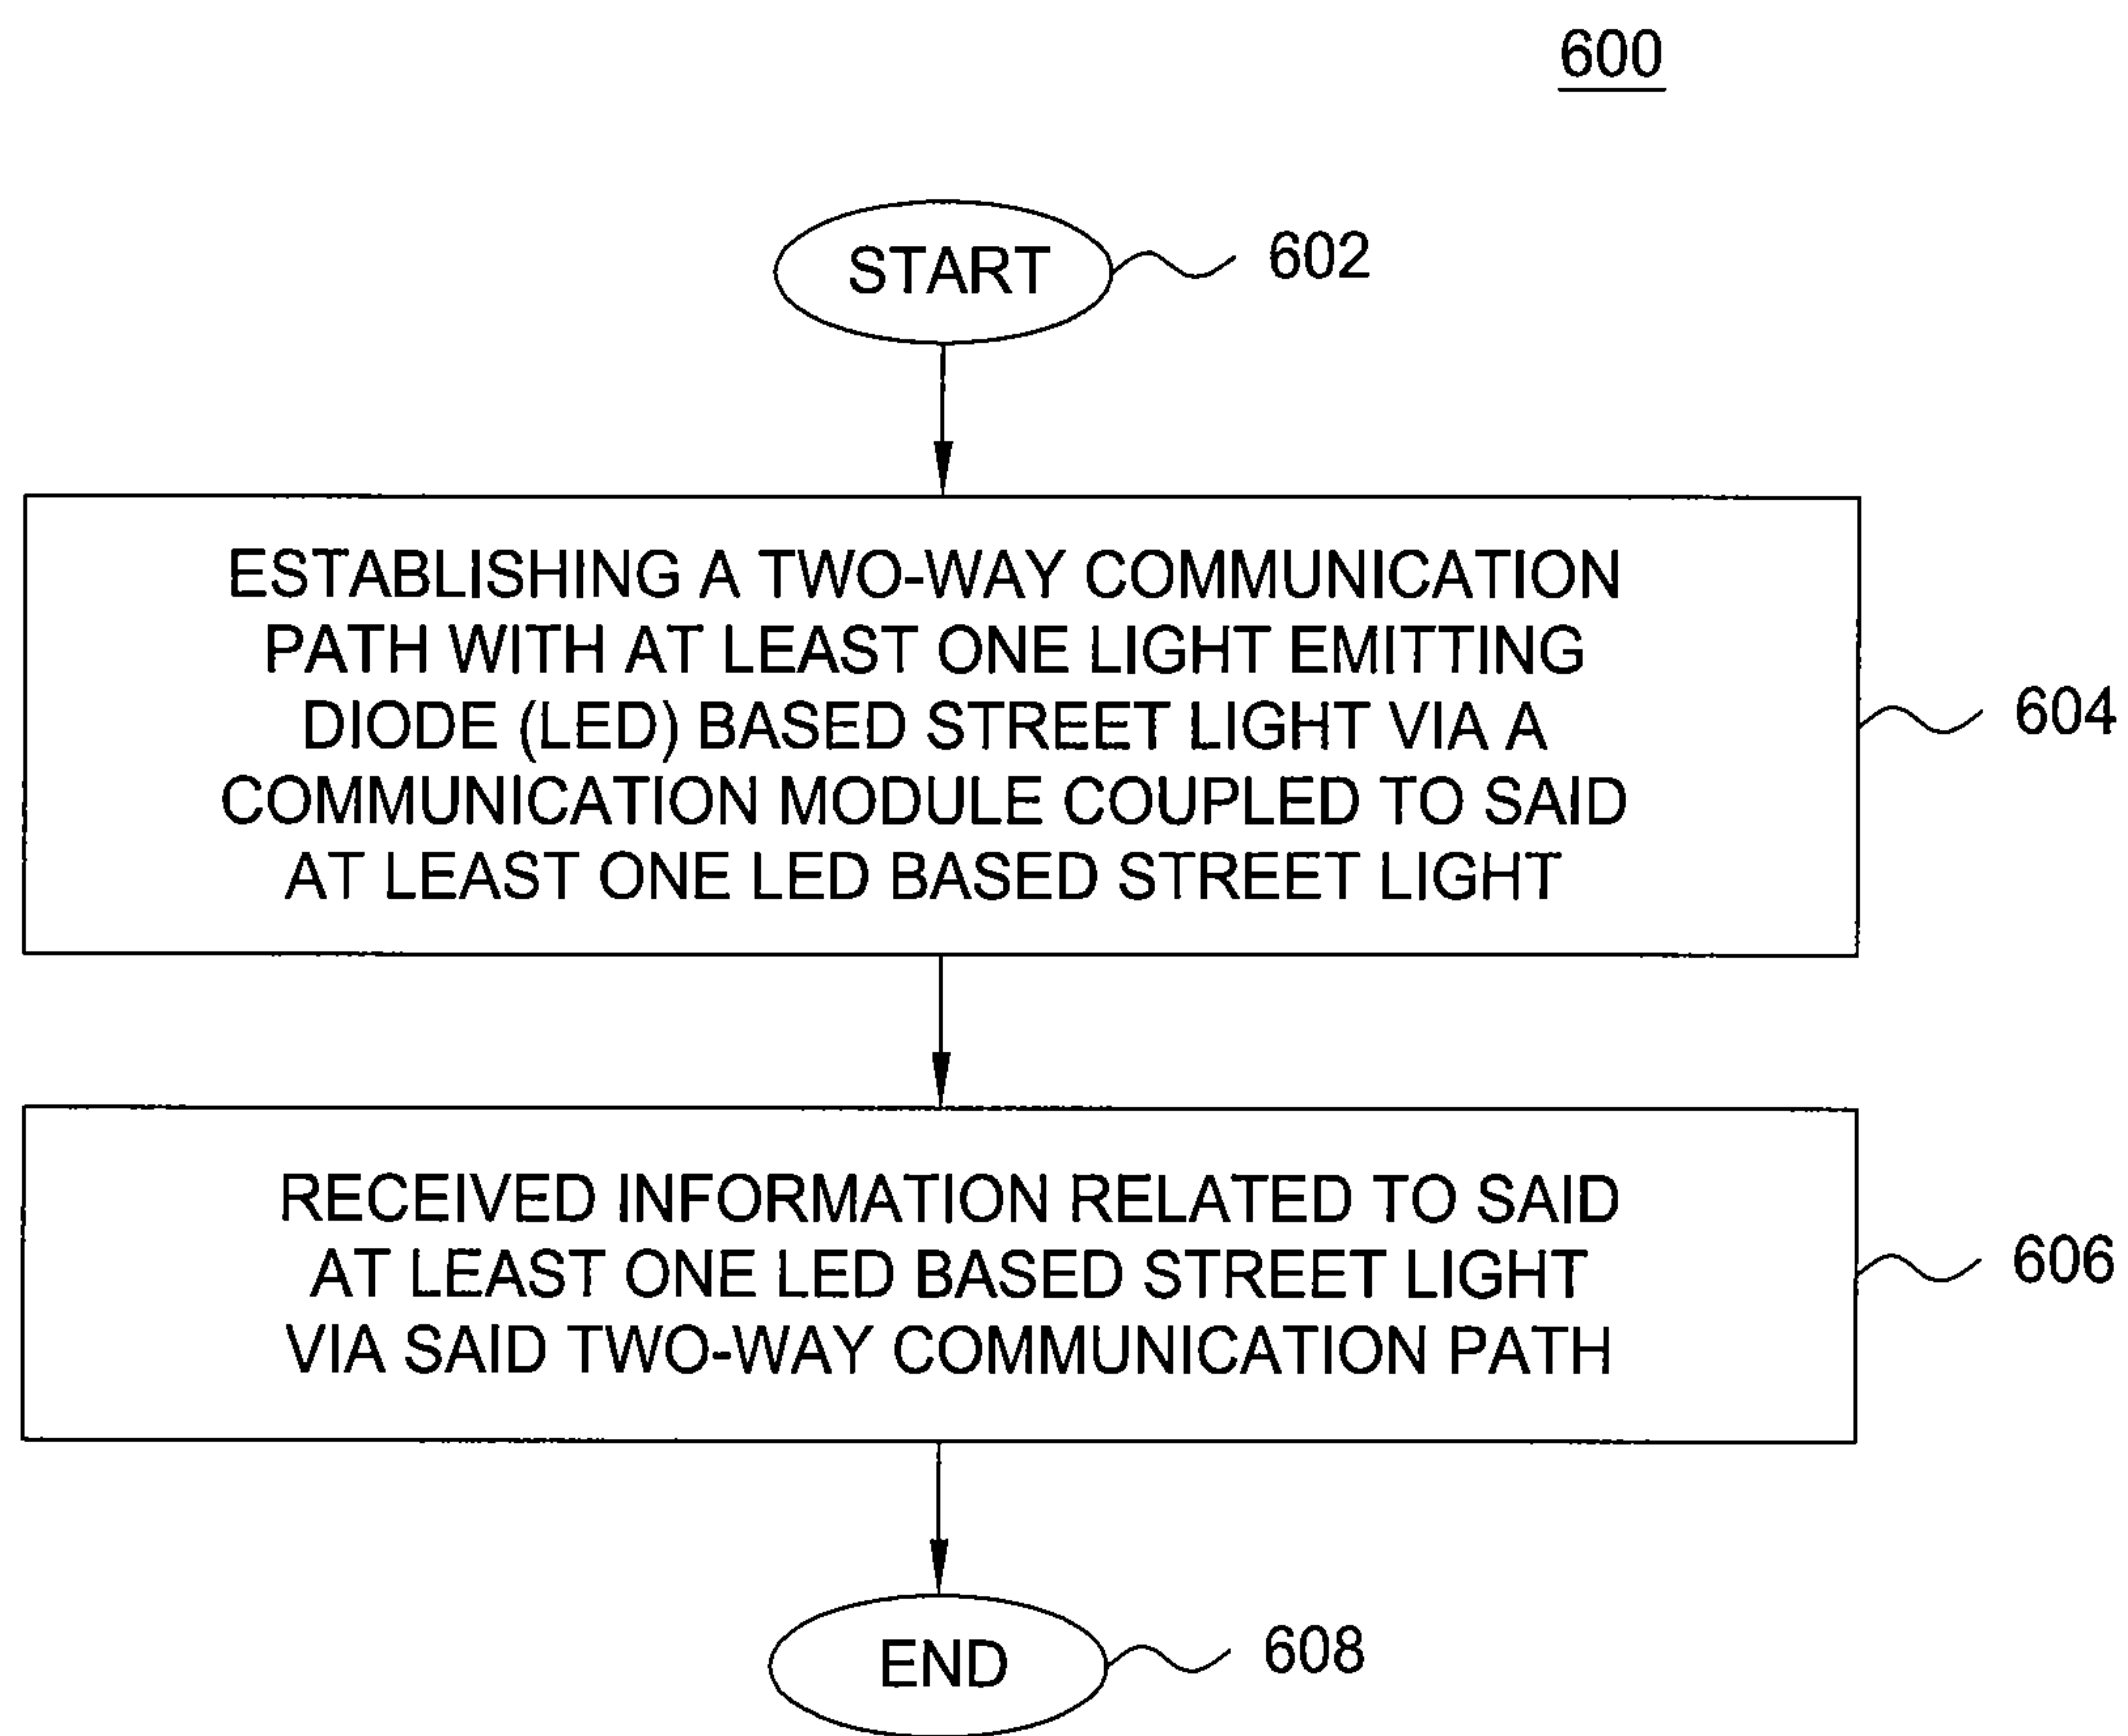 600
START
602
ESTABLISHING A TWO-WAY COMMUNICATION
PATH WITH AT LEAST ONE LIGHT EMITTING
DIODE (LED) BASED STREET LIGHT VIA A
COMMUNICATION MODULE COUPLED TO SAID
AT LEAST ONE LED BASED STREET LIGHT
604
RECEIVED INFORMATION RELATED TO SAID
AT LEAST ONE LED BASED STREET LIGHT
VIA SAID TWO-WAY COMMUNICATION PATH
606
END
608